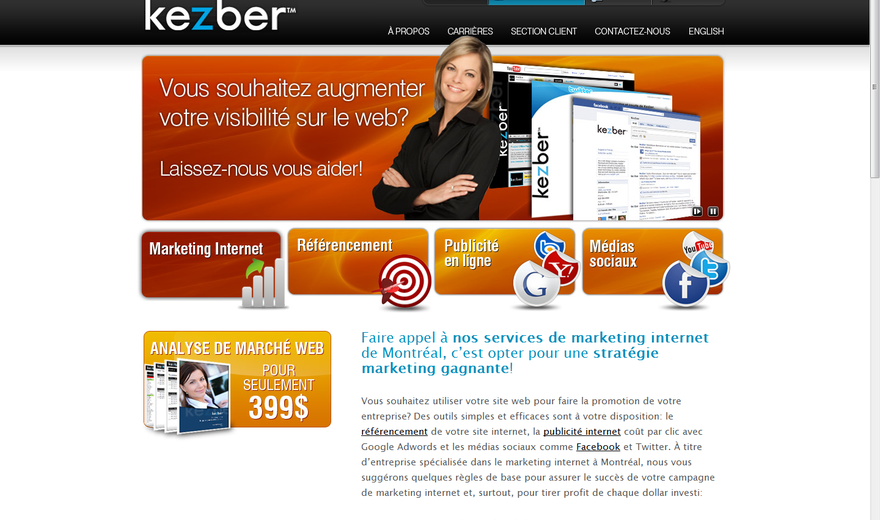 kezber™
À PROPOS CARRIÈRES SECTION CLIENT CONTACTEZ-NOUS ENGLISH
Vous souhaitez augmenter
votre visibilité sur le web?
Laissez-nous vous aider!
YouTube
kezber
twitter
kezber
facebook
kezber
Marketing Internet
Référencement
Publicité
en ligne
Y!
G
Médias
sociaux
YouTube
ANALYSE DE MARCHÉ WEB
POUR
SEULEMENT
399$
Faire appel à nos services de marketing internet
de Montréal, c'est opter pour une stratégie
marketing gagnante!
Vous souhaitez utiliser votre site web pour faire la promotion de votre
entreprise? Des outils simples et efficaces sont à votre disposition: le
référencement de votre site internet, la publicité internet coût par clic avec
Google Adwords et les médias sociaux comme Facebook et Twitter. À titre
d'entreprise spécialisée dans le marketing internet à Montréal, nous vous
suggérons quelques règles de base pour assurer le succès de votre campagne
de marketing internet et, surtout, pour tirer profit de chaque dollar investi: